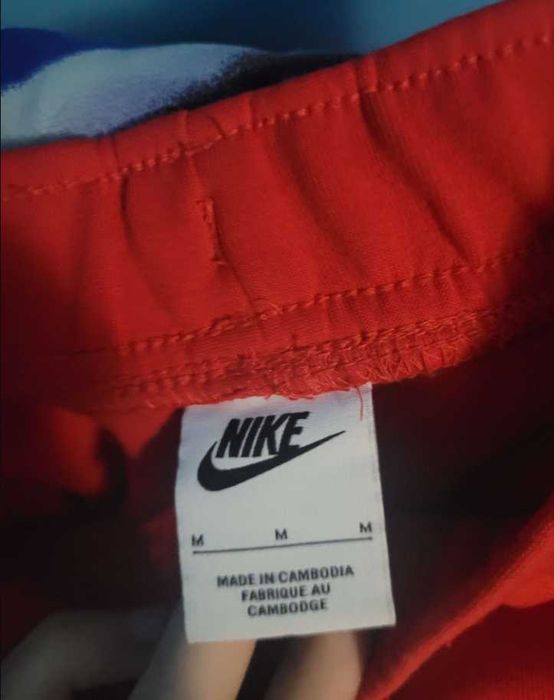 NIKE
M M M
MADE IN CAMBODIA
FABRIQUE AU
CAMBODGE